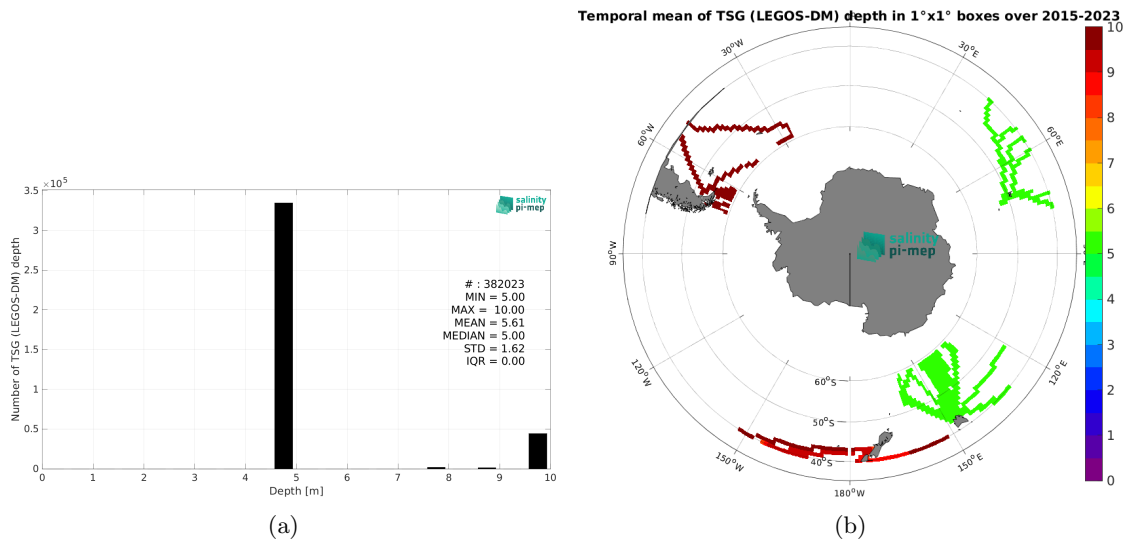 Temporal mean of TSG (LEGOS-DM) depth in 1°x1° boxes over 2015-2023
×10⁵
3.5
3
2.5
2
1.5
1
0.5
0
Number of TSG (LEGOS-DM) depth
0 1 2 3 4 5 6 7 8 9 10
Depth [m]
salinity
pi-mep
# : 382023
MIN = 5.00
MAX = 10.00
MEAN = 5.61
MEDIAN = 5.00
STD = 1.62
IQR = 0.00
(a)
30°W
30°E
60°W
60°E
90°W
120°W
120°E
150°W
150°E
180°W
60°S
50°S
40°S
salinity
pi-mep
10
9
8
7
6
5
4
3
2
1
0
(b)